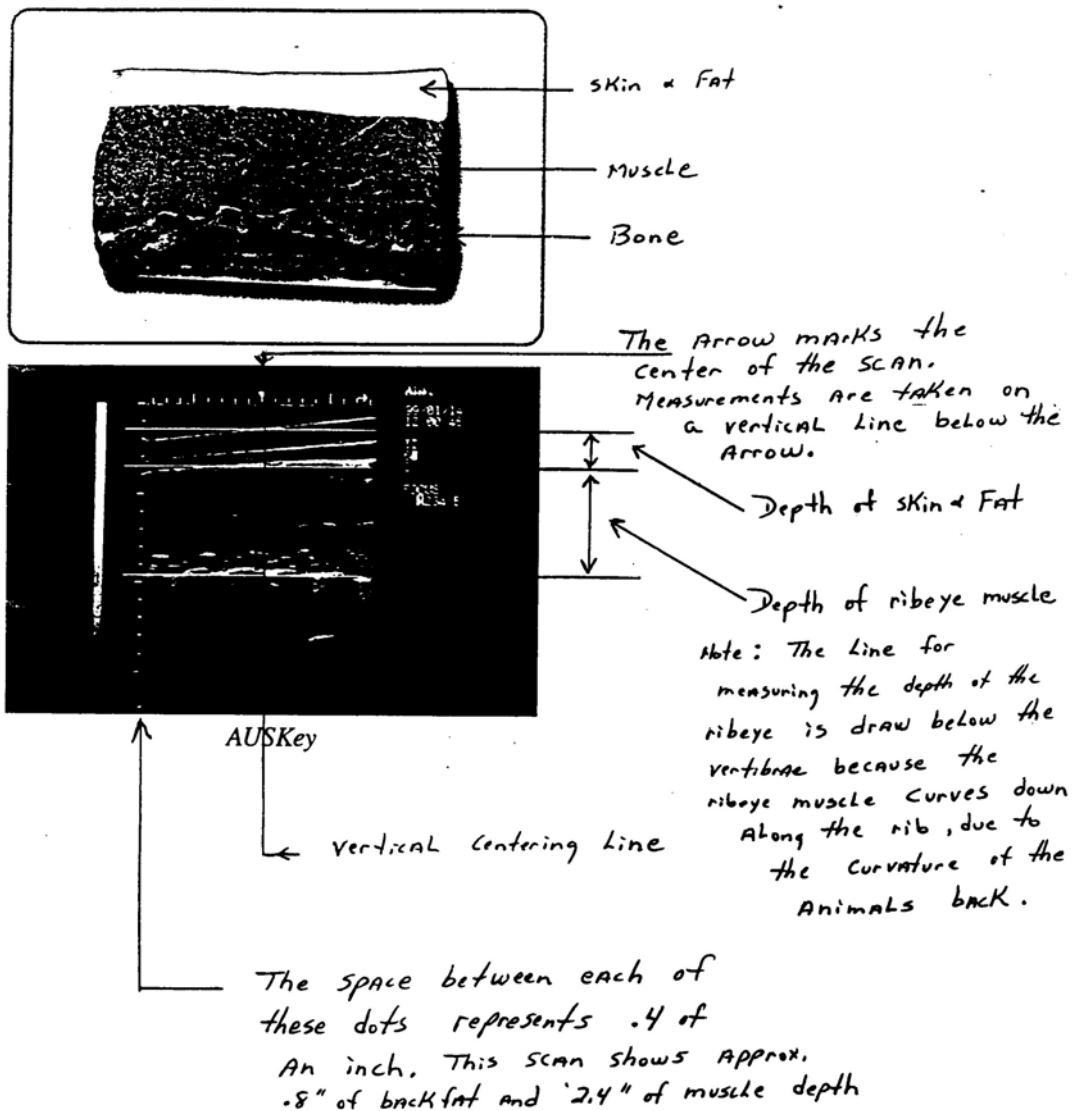 Skin & Fat
Muscle
Bone
The Arrow marks the
center of the scan.
Measurements are taken on
a vertical Line below the
Arrow.
Depth of skin & Fat
Depth of ribeye muscle
Note: The Line for
measuring the depth of the
ribeye is draw below the
vertibrae because the
ribeye muscle curves down
Along the rib, due to
the curvature of the
Animals back.
AUSKey
vertical centering Line
The space between each of
these dots represents .4 of
An inch. This scan shows Approx.
.8" of backfat and 2.4" of muscle depth